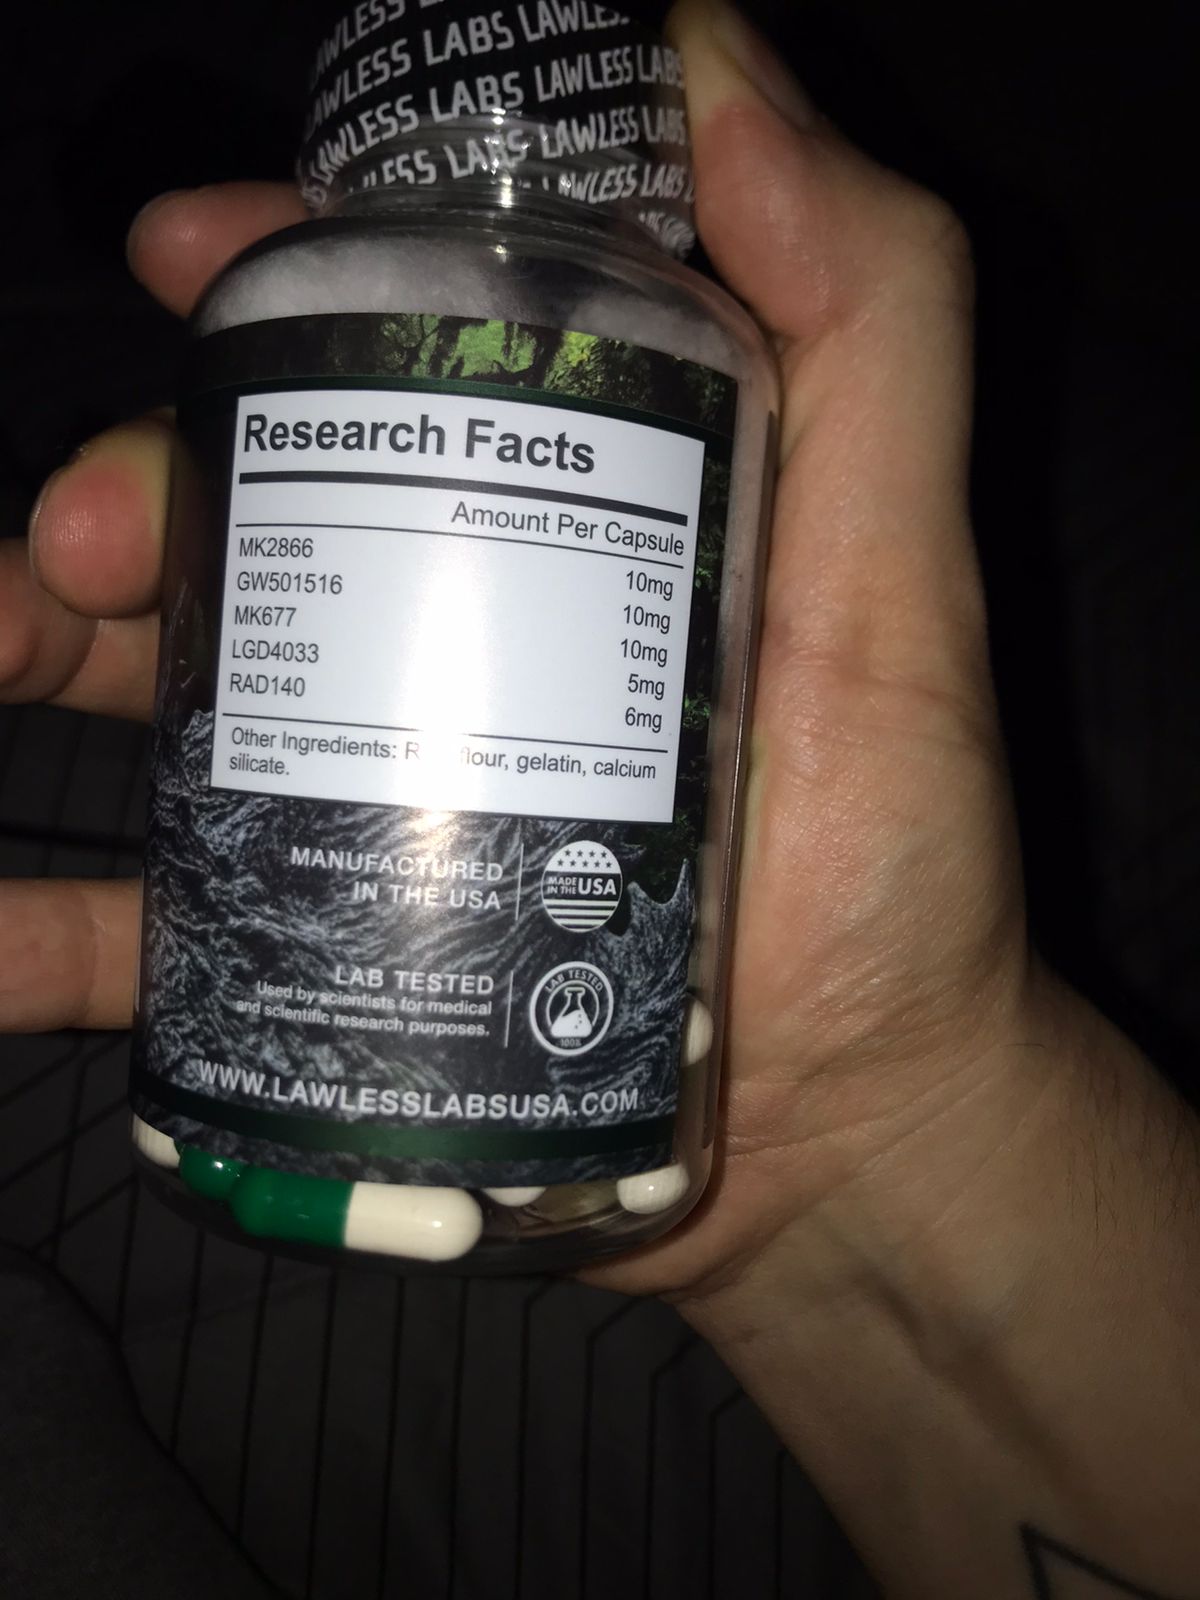 LAWLESS
LABS LAWLESS
LAWLESS LABS LAWLESS LABS
LAWLESS LABS LAWLESS LABS
LABS LAWLESS LABS
Research Facts
Amount Per Capsule
MK2866 10mg
GW501516 10mg
MK677 10mg
LGD4033 5mg
RAD140 6mg
Other Ingredients: flour, gelatin, calcium
silicate.
MANUFACTURED
IN THE USA
MADE
IN THE USA
LAB TESTED
Used by scientists for medical
and scientific research purposes.
LAB TESTED
100%
WWW.LAWLESSLABSUSA.COM